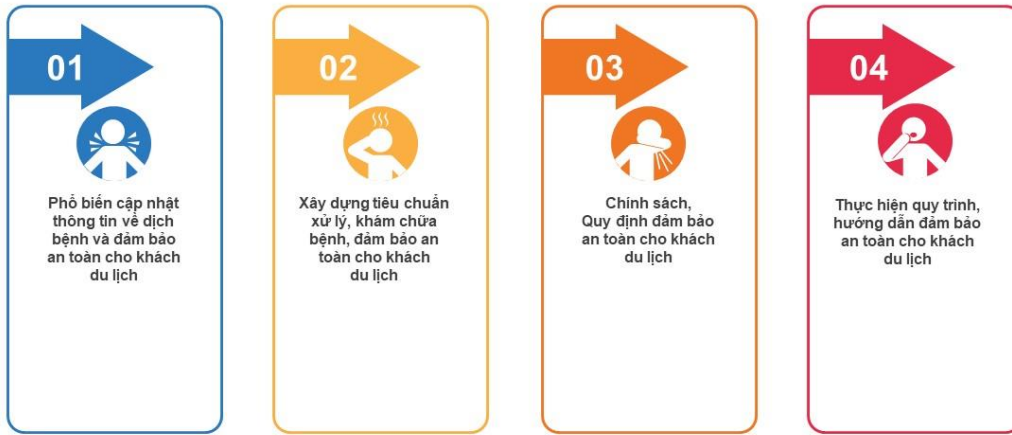 01
Phổ biến cập nhật
thông tin về dịch
bệnh và đảm bảo
an toàn cho khách
du lịch
02
Xây dựng tiêu chuẩn
xử lý, khám chữa
bệnh, đảm bảo an
toàn cho khách
du lịch
03
Chính sách,
Quy định đảm bảo
an toàn cho khách
du lịch
04
Thực hiện quy trình,
hướng dẫn đảm bảo
an toàn cho khách
du lịch